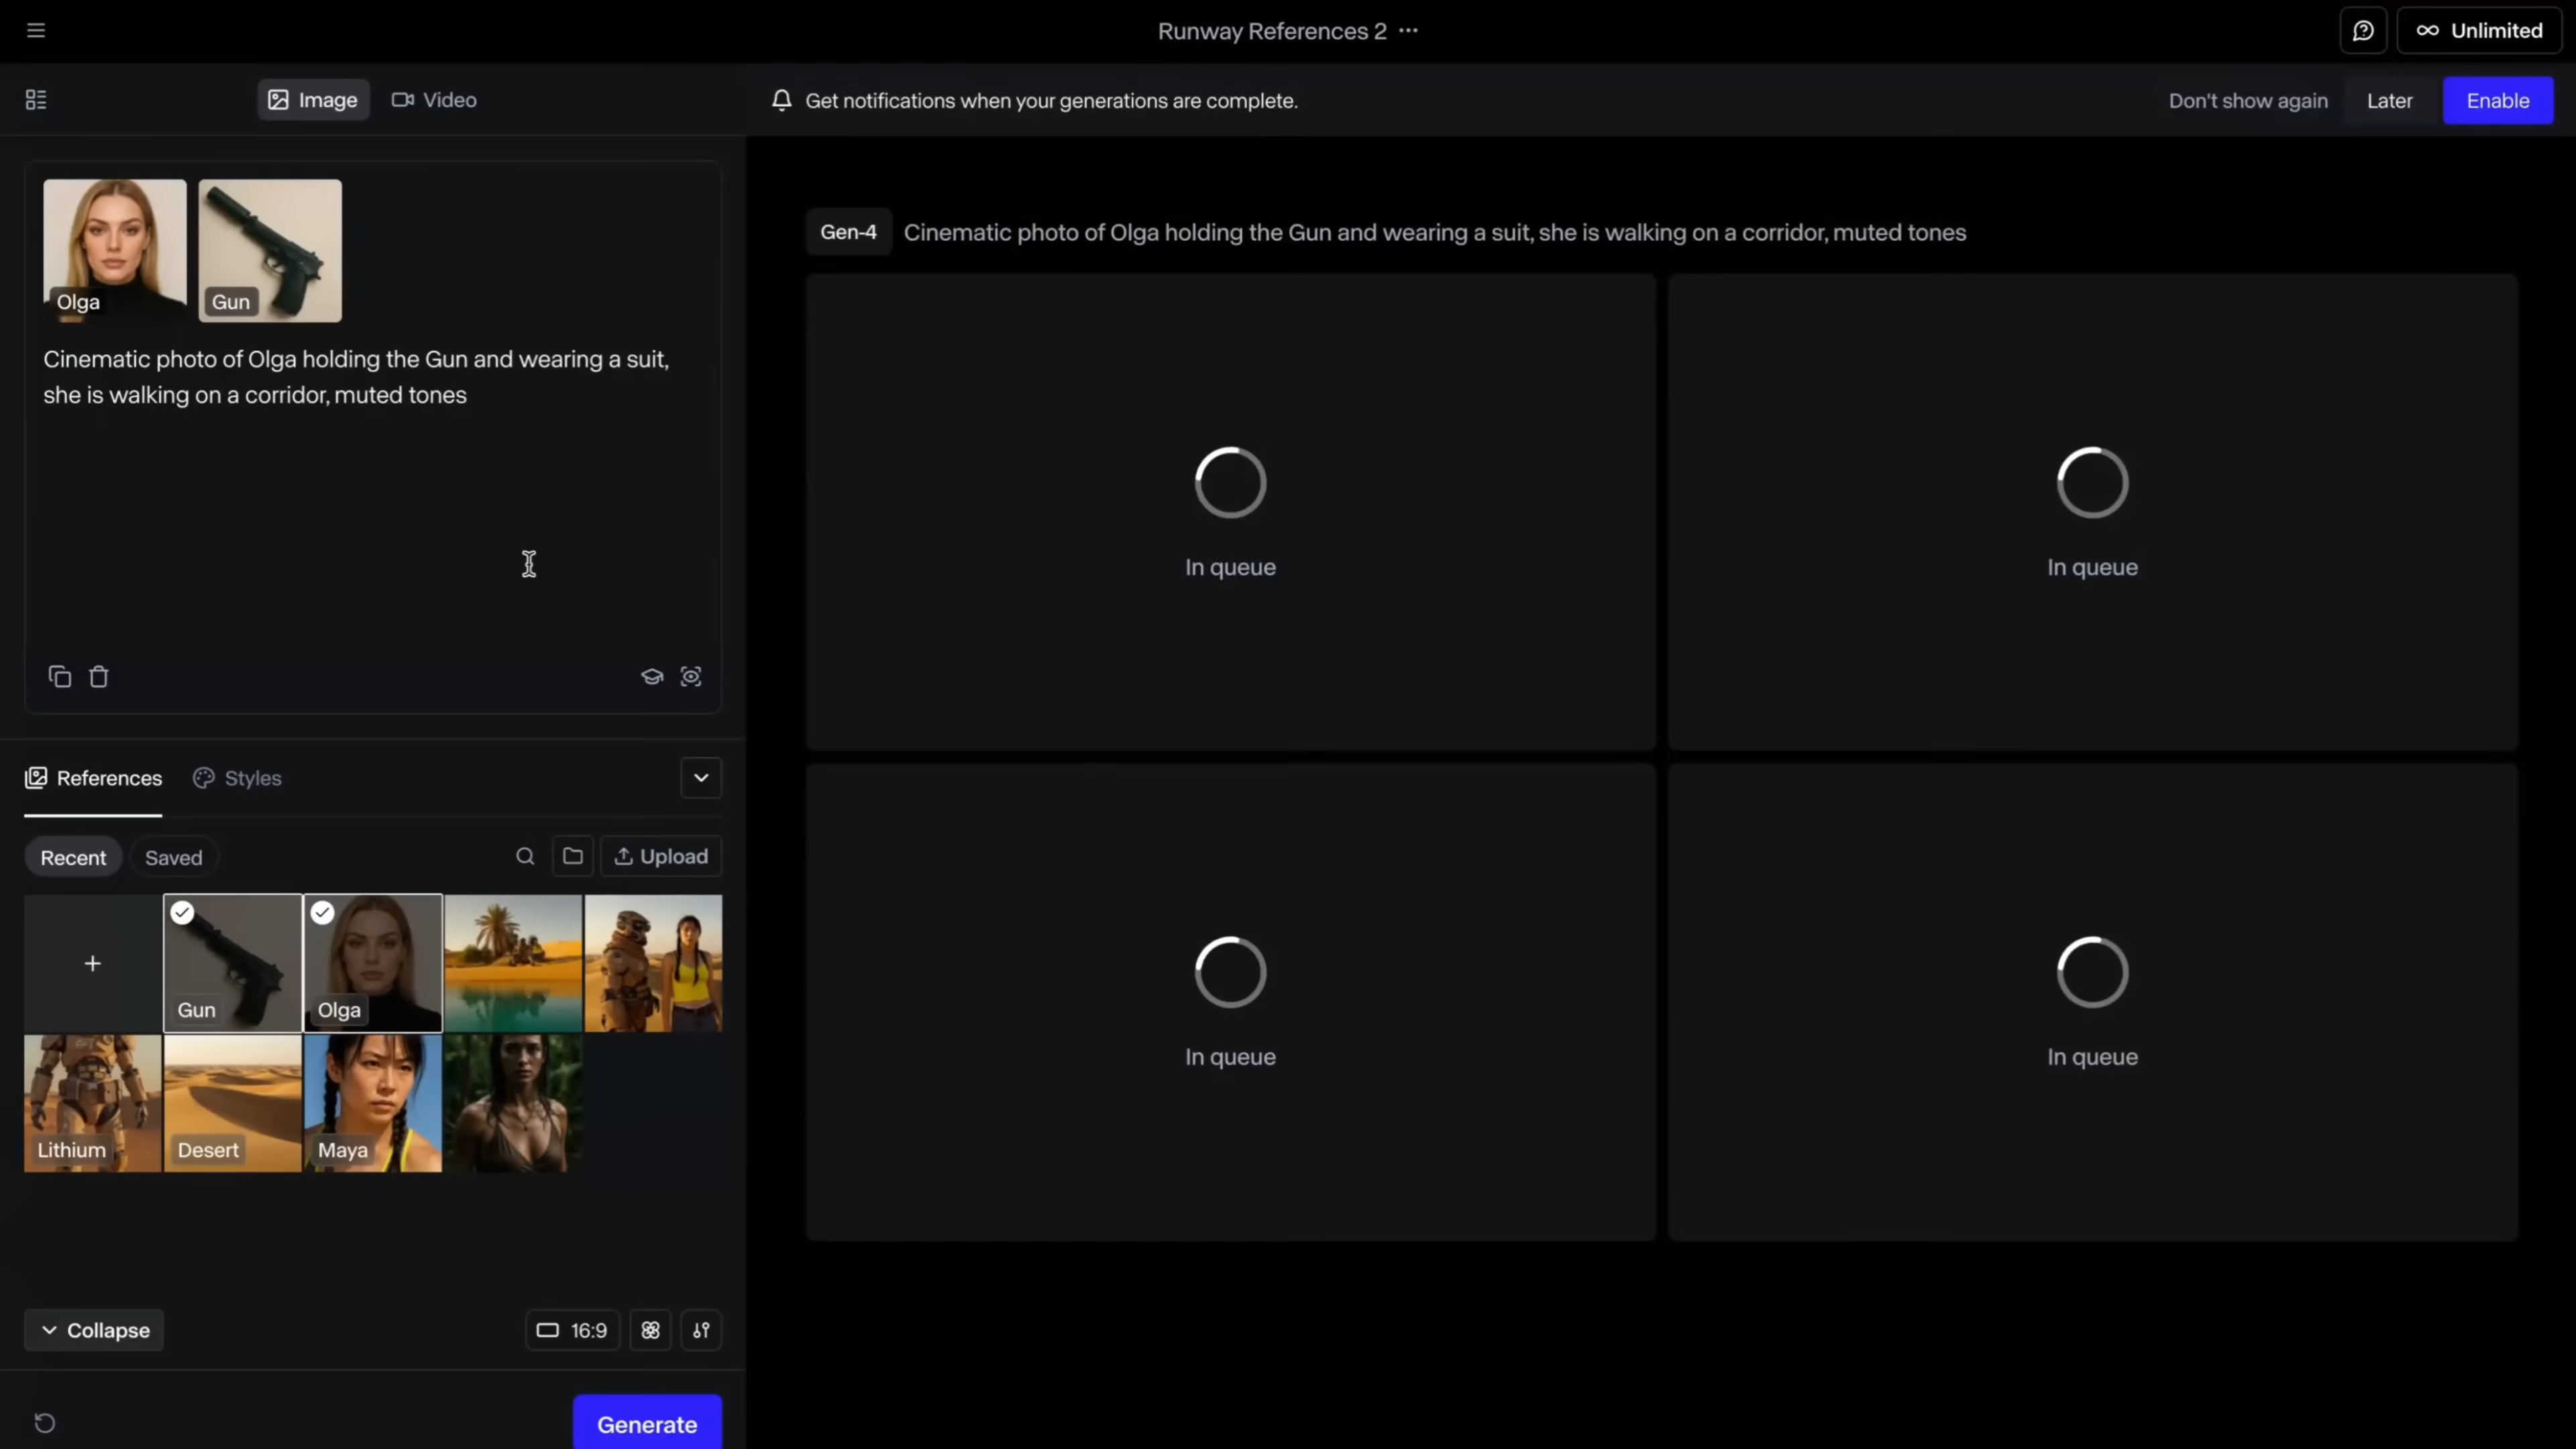 Runway References 2
Unlimited
Image
Video
Get notifications when your generations are complete.
Don't show again
Later
Enable
Olga
Gun
Cinematic photo of Olga holding the Gun and wearing a suit,
she is walking on a corridor, muted tones
Gen-4
Cinematic photo of Olga holding the Gun and wearing a suit, she is walking on a corridor, muted tones
In queue
In queue
In queue
In queue
References
Styles
Recent
Saved
Upload
Gun
Olga
Lithium
Desert
Maya
Collapse
16:9
Generate